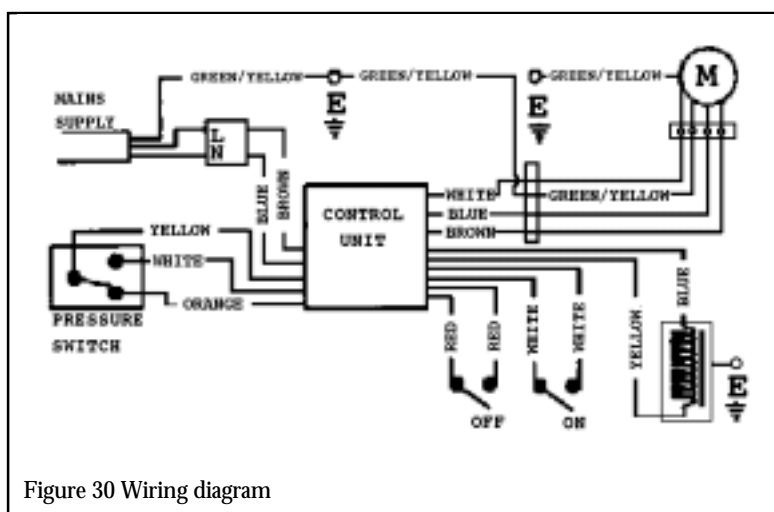 GREEN/YELLOW GREEN/YELLOW GREEN/YELLOW M
MAINS
SUPPLY
E E
L
N
BLUE
BROWN
WHITE
GREEN/YELLOW
BLUE
BROWN
CONTROL
UNIT
YELLOW
WHITE
ORANGE
PRESSURE
SWITCH
RED RED WHITE WHITE YELLOW BLUE
E
OFF ON
Figure 30 Wiring diagram